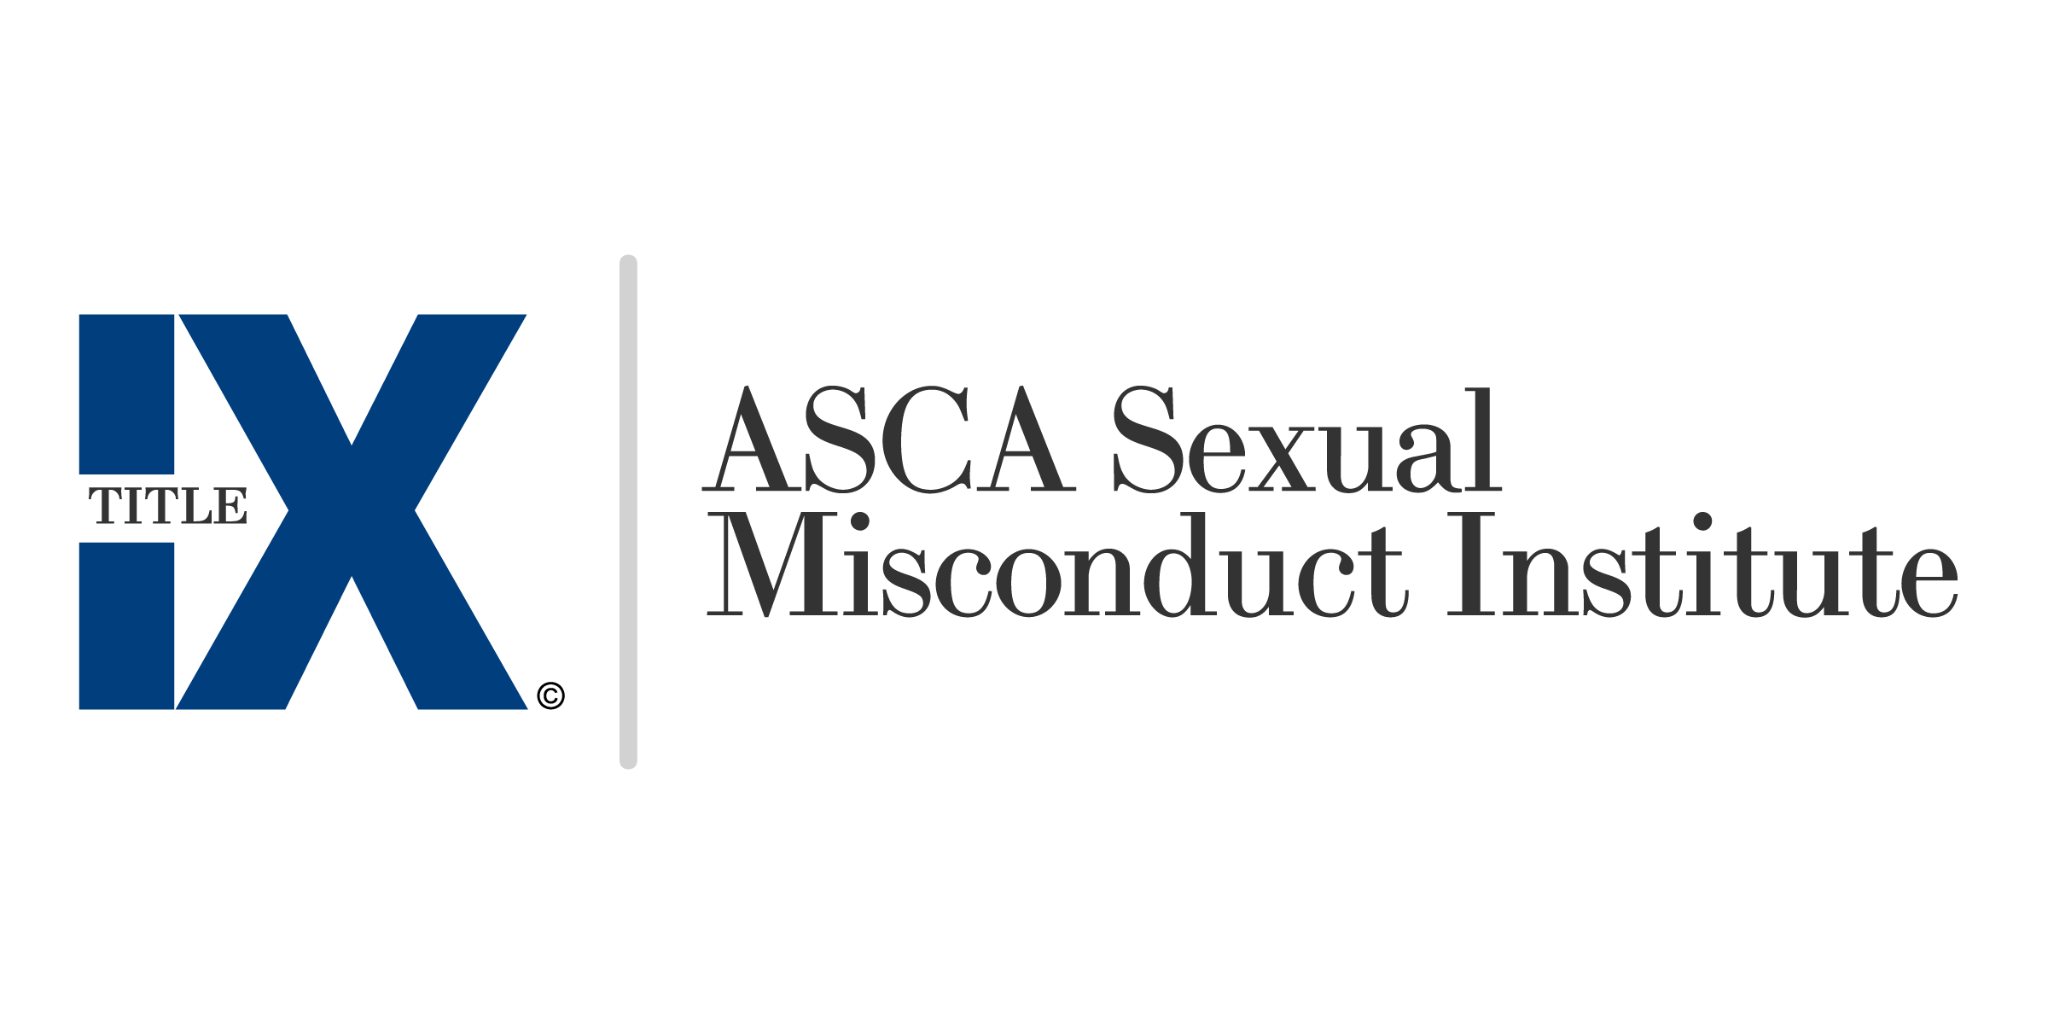 IX
TITLE
©
ASCA Sexual
Misconduct Institute